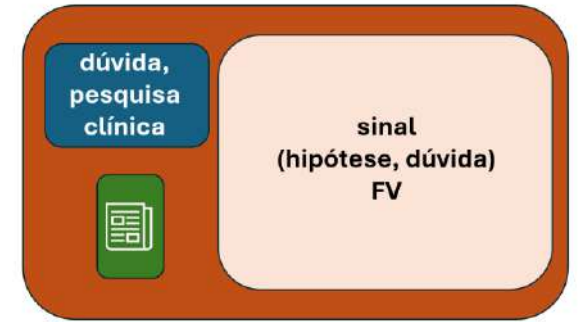 dúvida,
pesquisa
clínica
sinal
(hipótese, dúvida)
FV